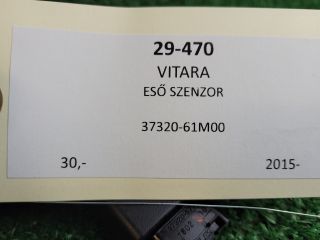 29-470
VITARA
ESŐ SZENZOR
37320-61M00
30,- 2015-